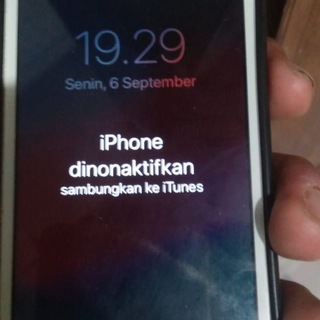 19.29
Senin, 6 September
iPhone
dinonaktifkan
sambungkan ke iTunes